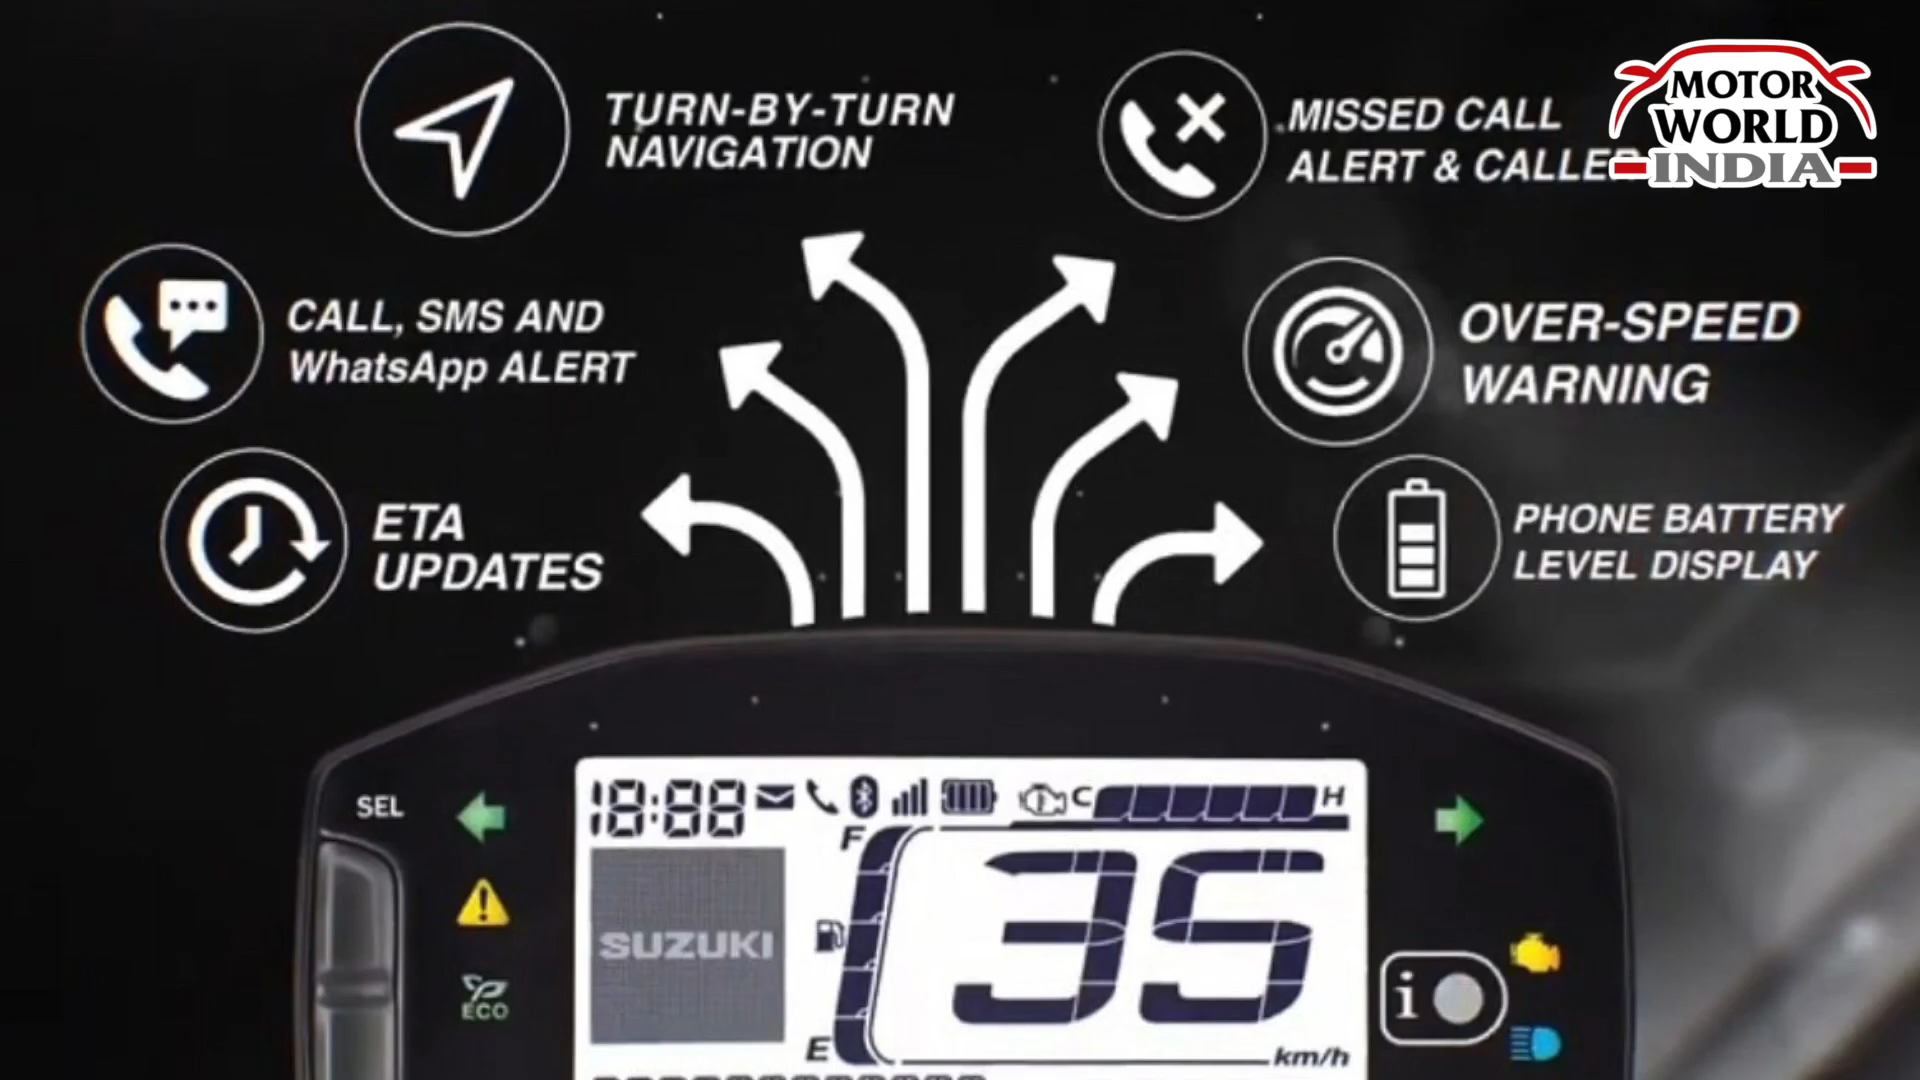 TURN-BY-TURN
NAVIGATION
MISSED CALL
ALERT & CALLER
MOTOR
WORLD
INDIA
CALL, SMS AND
WhatsApp ALERT
OVER-SPEED
WARNING
ETA
UPDATES
PHONE BATTERY
LEVEL DISPLAY
SEL
18:88
C
H
F
35
SUZUKI
ECO
i
E
km/h